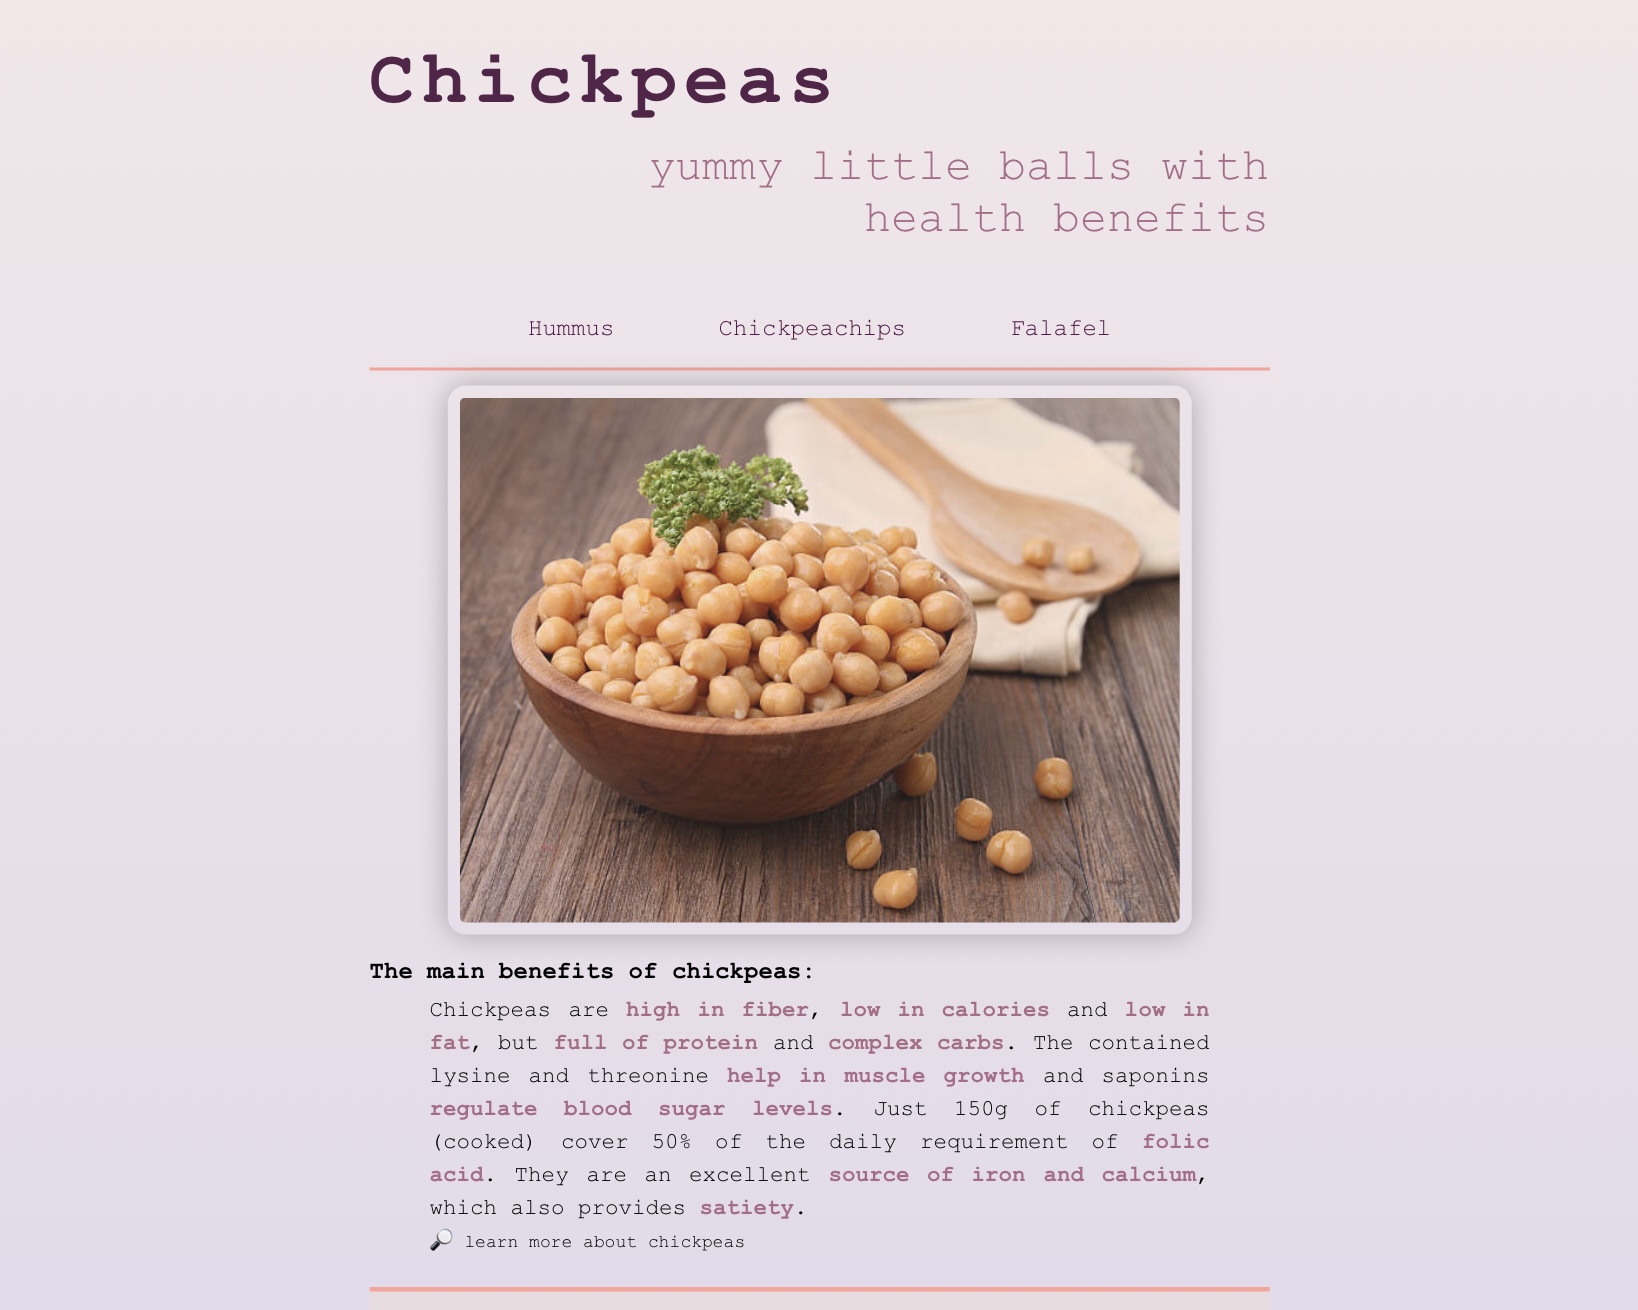 Chickpeas
yummy little balls with
health benefits
Hummus Chickpeachips Falafel
The main benefits of chickpeas:
Chickpeas are high in fiber, low in calories and low in
fat, but full of protein and complex carbs. The contained
lysine and threonine help in muscle growth and saponins
regulate blood sugar levels. Just 150g of chickpeas
(cooked) cover 50% of the daily requirement of folic
acid. They are an excellent source of iron and calcium,
which also provides satiety.
🔎 learn more about chickpeas